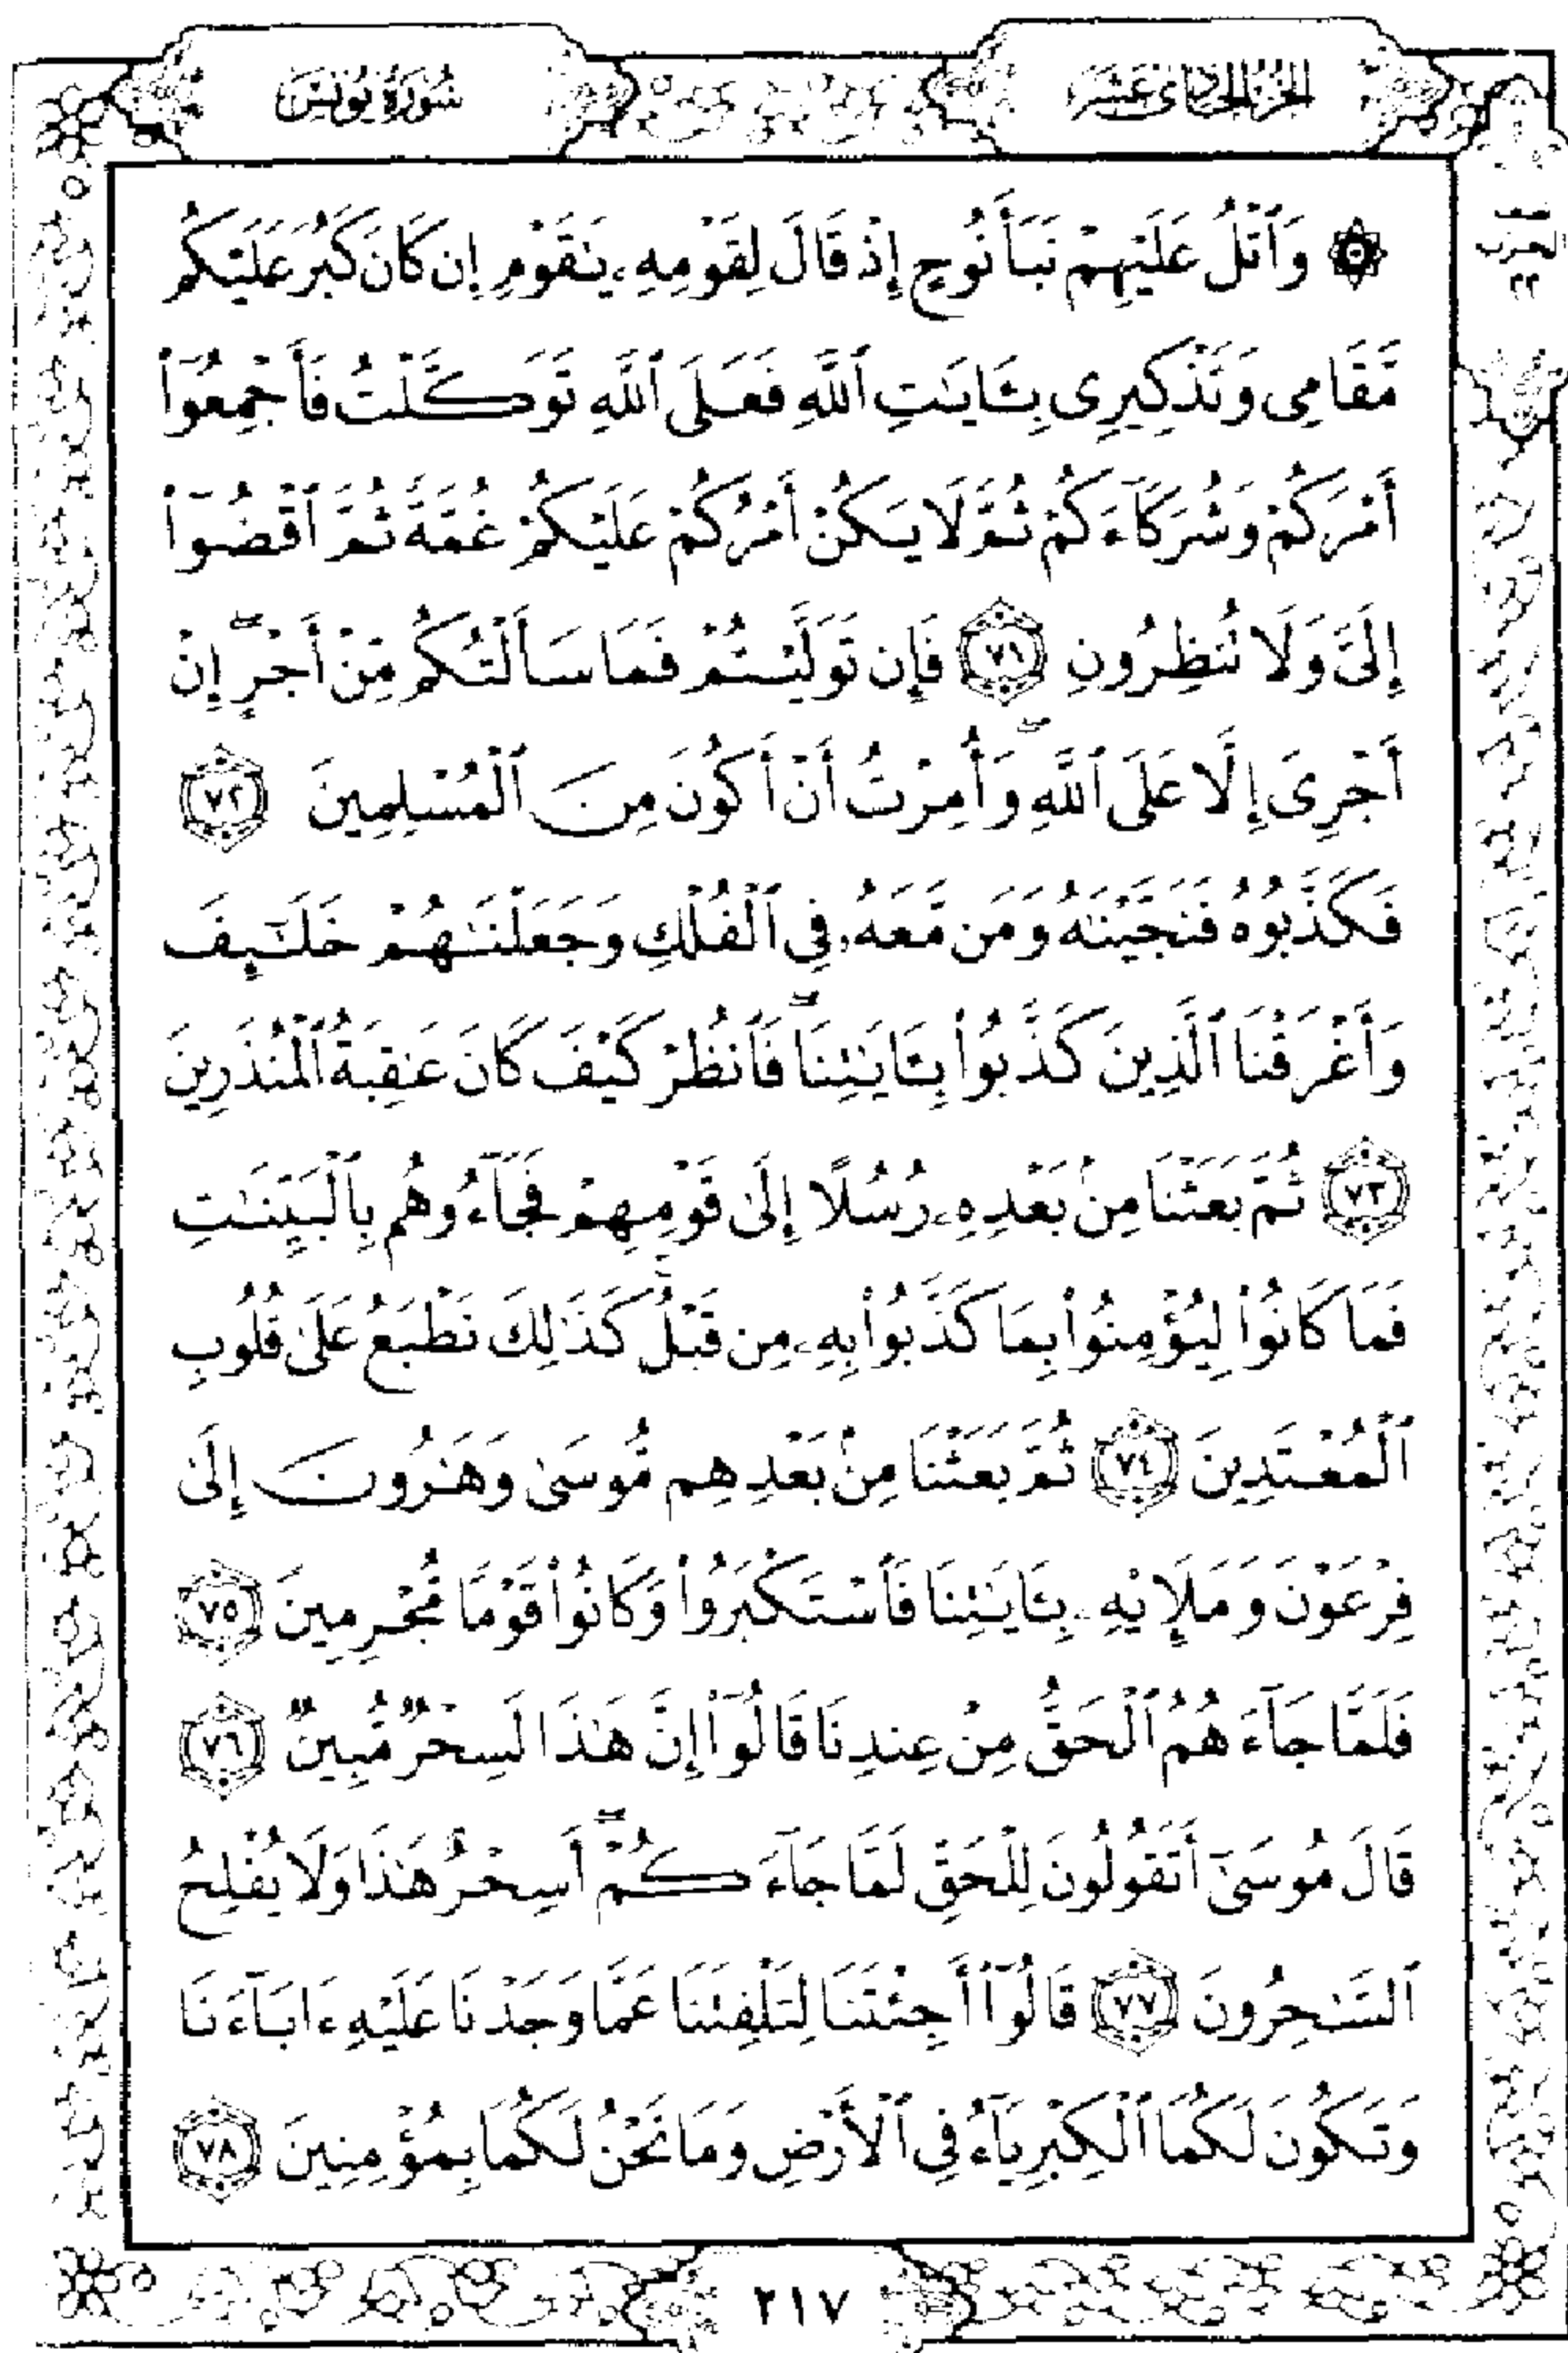 الجزء الحادي عشر
سورة يونس
الحزب
٢٢
۞ وَٱتْلُ عَلَيْهِمْ نَبَأَ نُوحٍ إِذْ قَالَ لِقَوْمِهِۦ يَٰقَوْمِ إِن كَانَ كَبُرَ عَلَيْكُم
مَّقَامِى وَتَذْكِيرِى بِـَٔايَٰتِ ٱللَّهِ فَعَلَى ٱللَّهِ تَوَكَّلْتُ فَأَجْمِعُوٓا۟
أَمْرَكُمْ وَشُرَكَآءَكُمْ ثُمَّ لَا يَكُنْ أَمْرُكُمْ عَلَيْكُمْ غُمَّةً ثُمَّ ٱقْضُوٓا۟
إِلَىَّ وَلَا تُنظِرُونِ ٧١ فَإِن تَوَلَّيْتُمْ فَمَا سَأَلْتُكُم مِّنْ أَجْرٍ ۖ إِنْ
أَجْرِىَ إِلَّا عَلَى ٱللَّهِ ۖ وَأُمِرْتُ أَنْ أَكُونَ مِنَ ٱلْمُسْلِمِينَ ٧٢
فَكَذَّبُوهُ فَنَجَّيْنَٰهُ وَمَن مَّعَهُۥ فِى ٱلْفُلْكِ وَجَعَلْنَٰهُمْ خَلَٰٓئِفَ
وَأَغْرَقْنَا ٱلَّذِينَ كَذَّبُوا۟ بِـَٔايَٰتِنَا ۖ فَٱنظُرْ كَيْفَ كَانَ عَٰقِبَةُ ٱلْمُنذَرِينَ
٧٣ ثُمَّ بَعَثْنَا مِنۢ بَعْدِهِۦ رُسُلًا إِلَىٰ قَوْمِهِمْ فَجَآءُوهُم بِٱلْبَيِّنَٰتِ
فَمَا كَانُوا۟ لِيُؤْمِنُوا۟ بِمَا كَذَّبُوا۟ بِهِۦ مِن قَبْلُ ۚ كَذَٰلِكَ نَطْبَعُ عَلَىٰ قُلُوبِ
ٱلْمُعْتَدِينَ ٧٤ ثُمَّ بَعَثْنَا مِنۢ بَعْدِهِم مُّوسَىٰ وَهَٰرُونَ إِلَىٰ
فِرْعَوْنَ وَمَلَإِي۟هِۦ بِـَٔايَٰتِنَا فَٱسْتَكْبَرُوا۟ وَكَانُوا۟ قَوْمًا مُّجْرِمِينَ ٧٥
فَلَمَّا جَآءَهُمُ ٱلْحَقُّ مِنْ عِندِنَا قَالُوٓا۟ إِنَّ هَٰذَا لَسِحْرٌ مُّبِينٌ ٧٦
قَالَ مُوسَىٰٓ أَتَقُولُونَ لِلْحَقِّ لَمَّا جَآءَكُمْ ۖ أَسِحْرٌ هَٰذَا وَلَا يُفْلِحُ
ٱلسَّٰحِرُونَ ٧٧ قَالُوٓا۟ أَجِئْتَنَا لِتَلْفِتَنَا عَمَّا وَجَدْنَا عَلَيْهِ ءَابَآءَنَا
وَتَكُونَ لَكُمَا ٱلْكِبْرِيَآءُ فِى ٱلْأَرْضِ وَمَا نَحْنُ لَكُمَا بِمُؤْمِنِينَ ٧٨
٢١٧